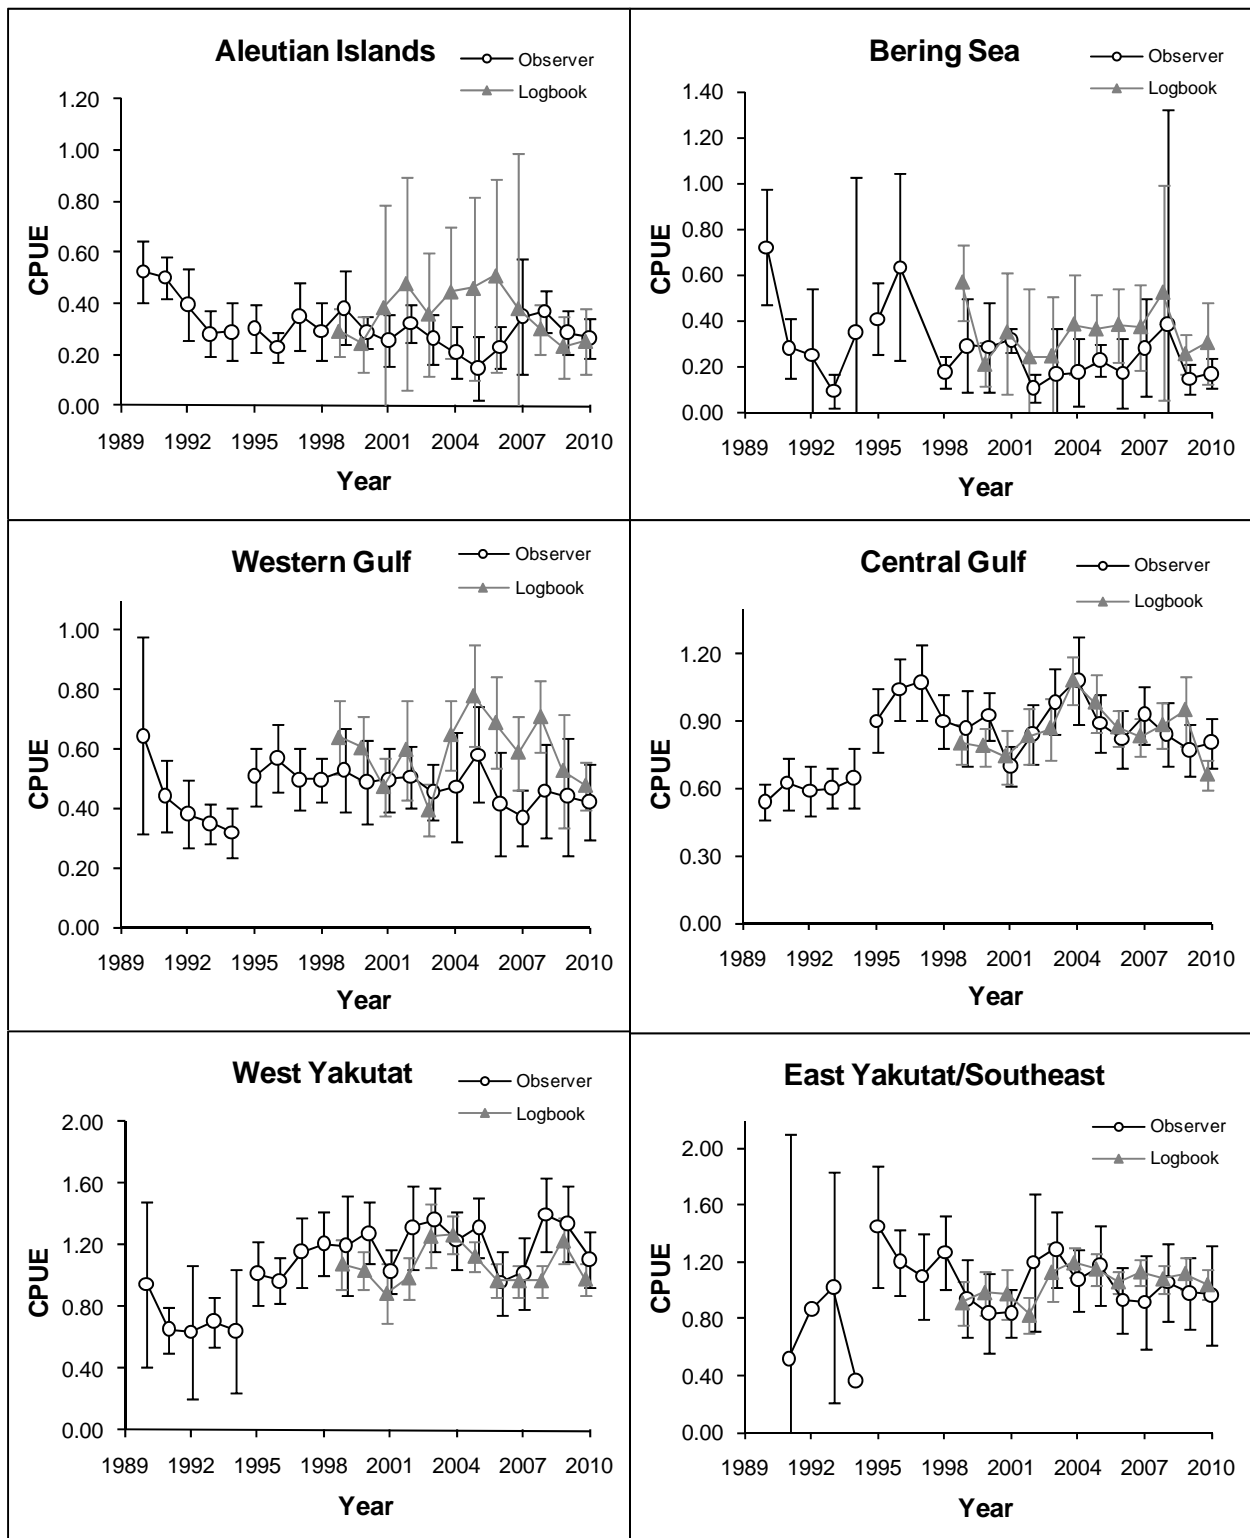 Aleutian Islands
Observer
Logbook
1.20
1.00
0.80
0.60
0.40
0.20
0.00
CPUE
1989 1992 1995 1998 2001 2004 2007 2010
Year
Bering Sea
Observer
Logbook
1.40
1.20
1.00
0.80
0.60
0.40
0.20
0.00
CPUE
1989 1992 1995 1998 2001 2004 2007 2010
Year
Western Gulf
Observer
Logbook
1.00
0.80
0.60
0.40
0.20
0.00
CPUE
1989 1992 1995 1998 2001 2004 2007 2010
Year
Central Gulf
Observer
Logbook
1.20
0.90
0.60
0.30
0.00
CPUE
1989 1992 1995 1998 2001 2004 2007 2010
Year
West Yakutat
Observer
Logbook
2.00
1.60
1.20
0.80
0.40
0.00
CPUE
1989 1992 1995 1998 2001 2004 2007 2010
Year
East Yakutat/Southeast
Observer
Logbook
2.00
1.60
1.20
0.80
0.40
0.00
CPUE
1989 1992 1995 1998 2001 2004 2007 2010
Year